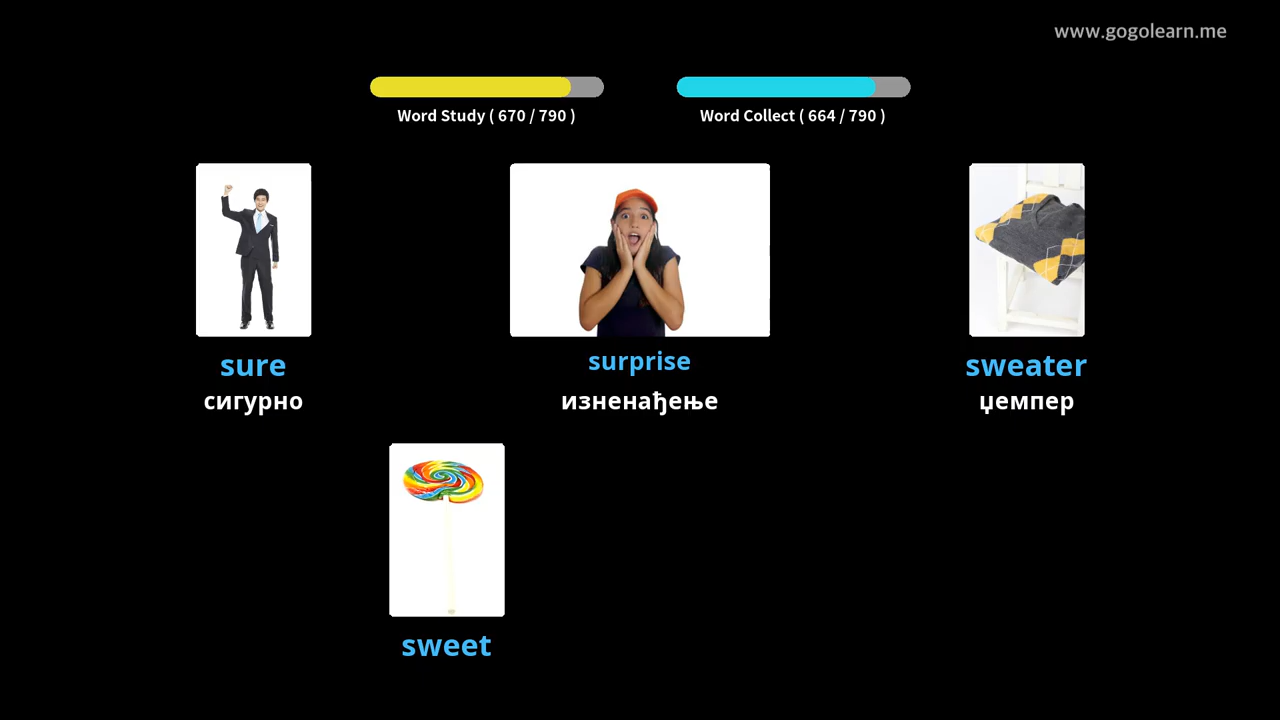 www.gogolearn.me
Word Study ( 670 / 790 )
Word Collect ( 664 / 790 )
sure
surprise
sweater
сигурно
изненађење
џемпер
sweet